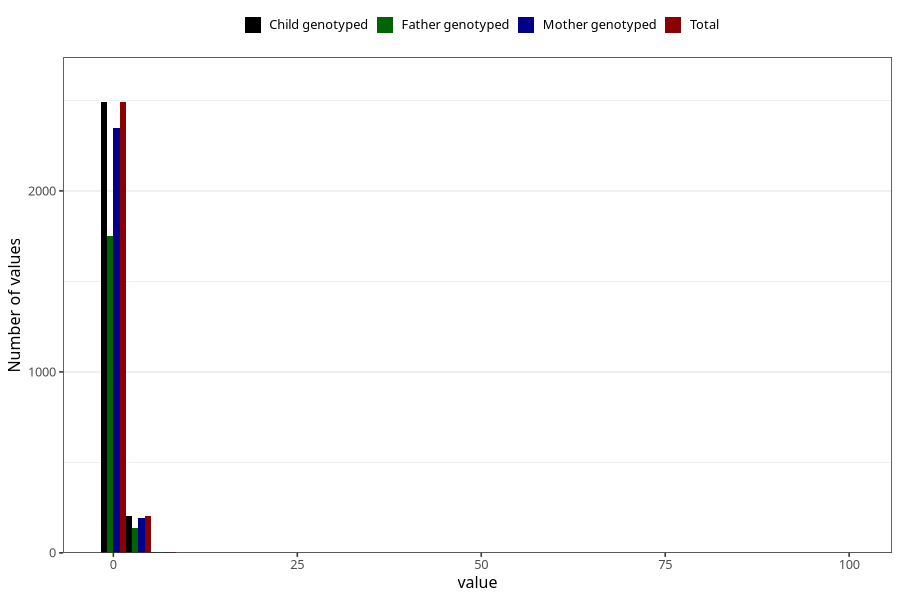 Child genotyped Father genotyped Mother genotyped Total
Number of values
2000
1000
0
0 25 50 75 100
value